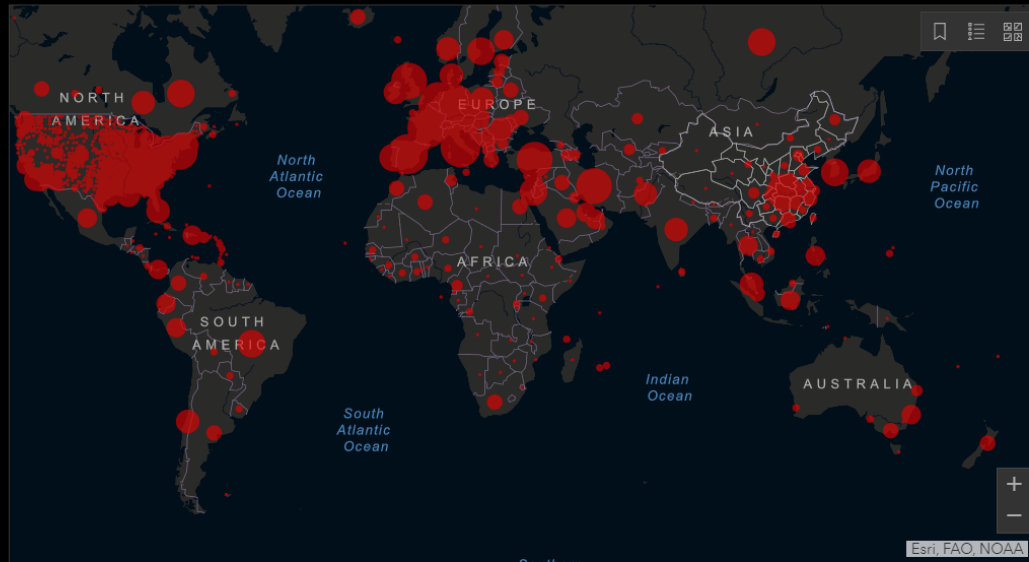 NORTH
AMERICA
EUROPE
ASIA
North
Atlantic
Ocean
North
Pacific
Ocean
AFRICA
SOUTH
AMERICA
Indian
Ocean
AUSTRALIA
South
Atlantic
Ocean
+
−
Esri, FAO, NOAA